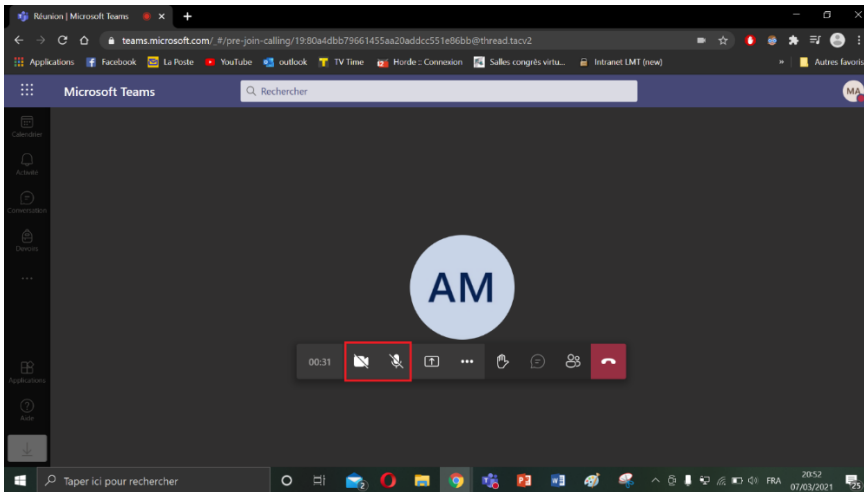 Réunion | Microsoft Teams
teams.microsoft.com/_#/pre-join-calling/19:80a4dbb79661455aa20addcc551e86bb@thread.tacv2
Applications Facebook La Poste YouTube outlook TV Time Horde :: Connexion Salles congrès virtu... Intranet LMT (new) » Autres favoris
Microsoft Teams
Rechercher
MA
Calendrier
Activité
Conversation
Devoirs
AM
00:31
Applications
Aide
Taper ici pour rechercher
2
FRA
20:52
07/03/2021
25